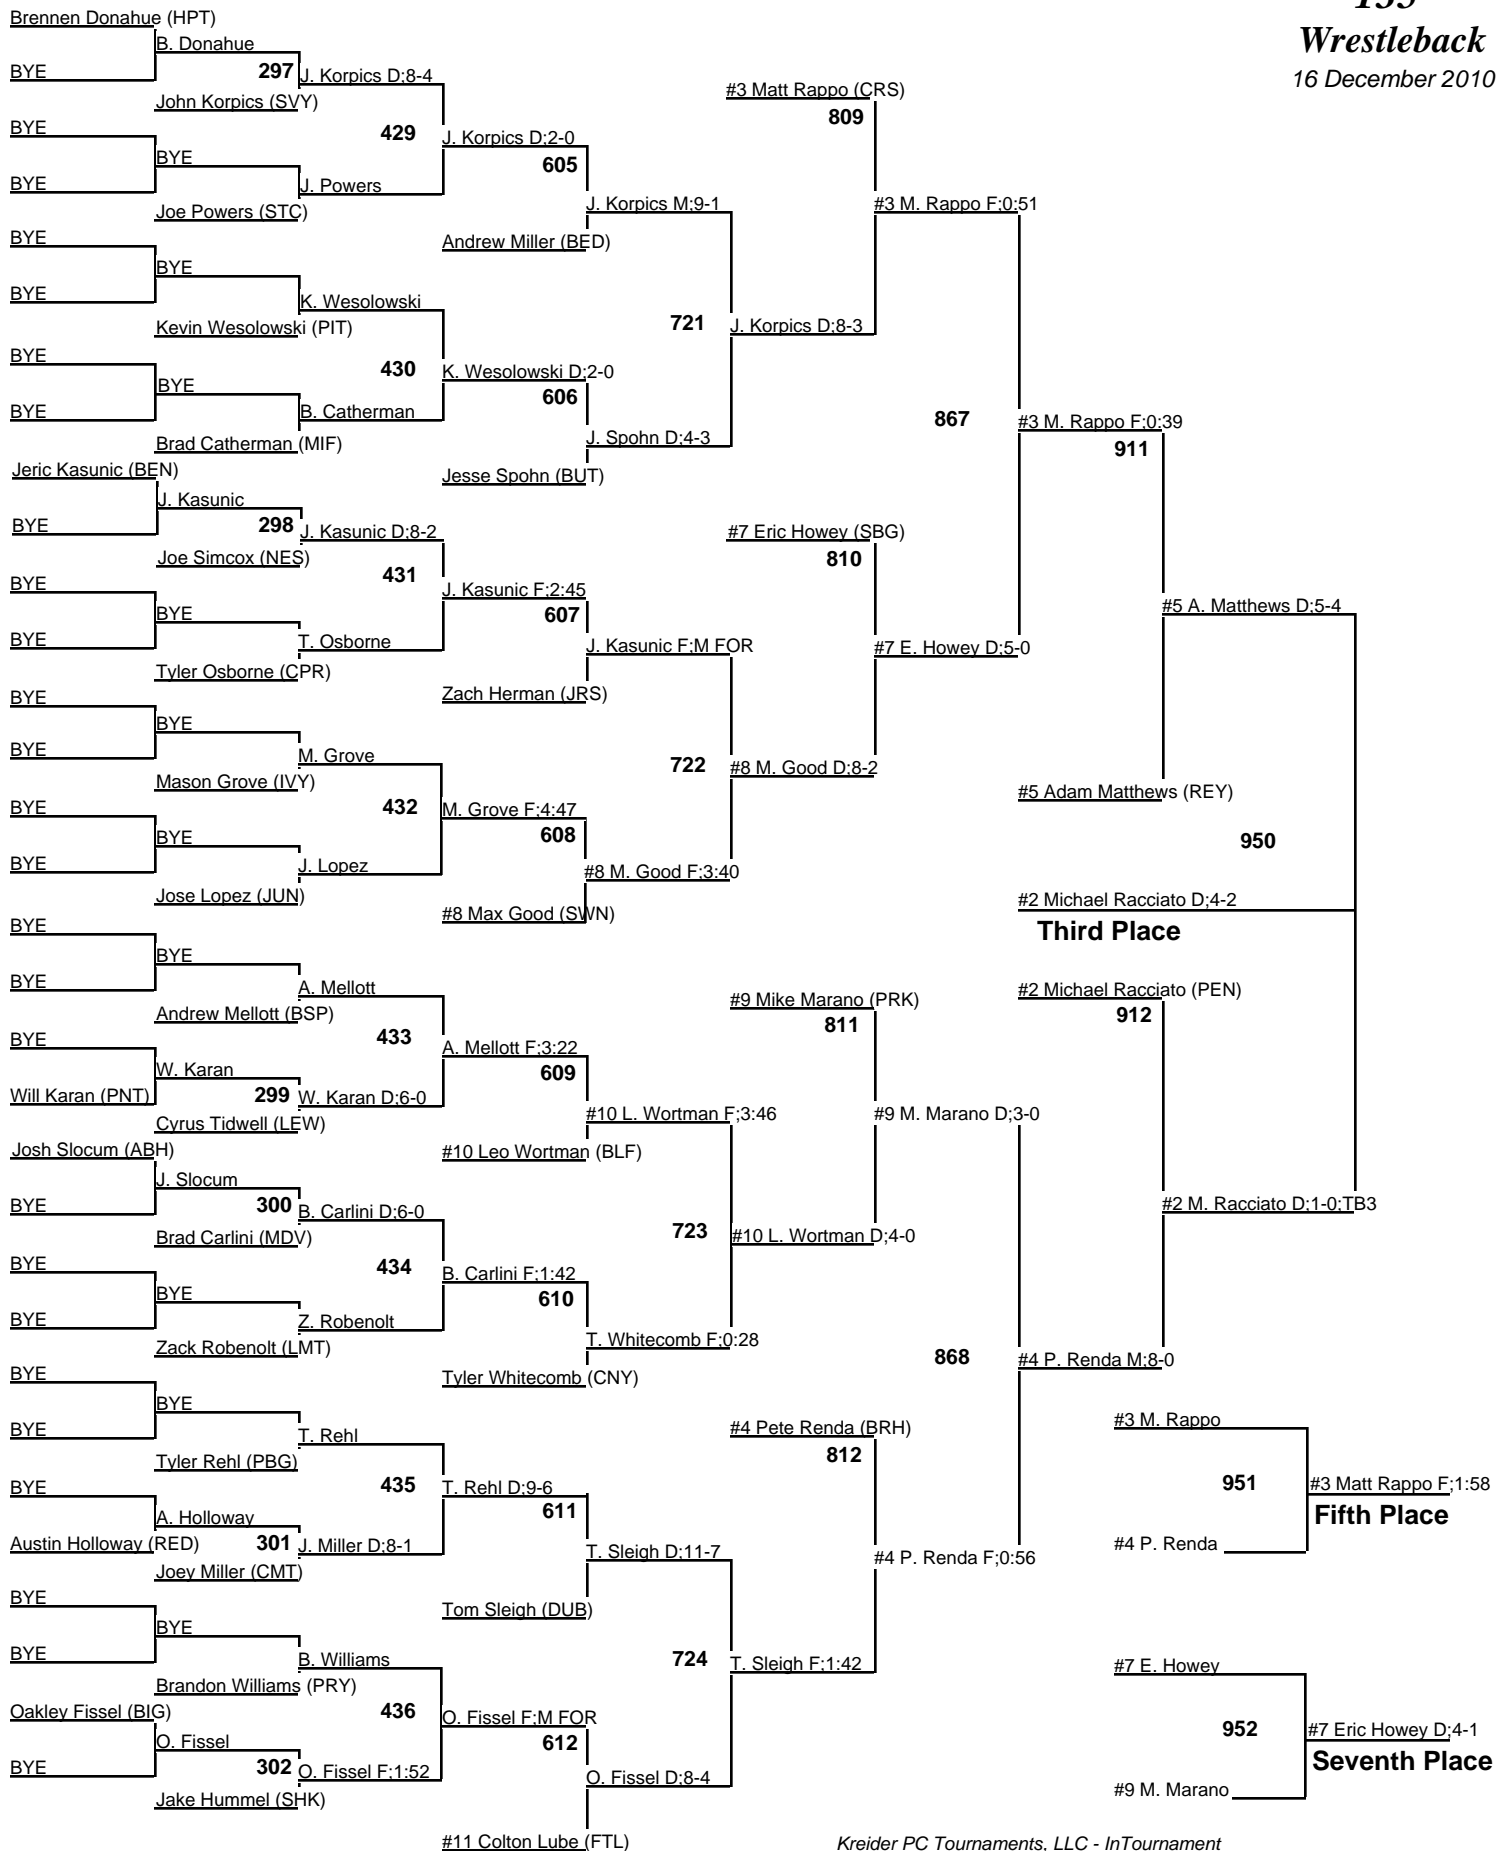 135
Wrestleback
16 December 2010
Brennen Donahue (HPT)
B. Donahue
BYE
297
J. Korpics D;8-4
John Korpics (SVY)
BYE
429
J. Korpics D;2-0
BYE
605
BYE
J. Powers
Joe Powers (STC)
J. Korpics M;9-1
BYE
Andrew Miller (BED)
BYE
BYE
K. Wesolowski
Kevin Wesolowski (PIT)
721
J. Korpics D;8-3
BYE
430
K. Wesolowski D;2-0
BYE
606
BYE
B. Catherman
Brad Catherman (MIF)
J. Spohn D;4-3
Jesse Spohn (BUT)
#3 Matt Rappo (CRS)
809
#3 M. Rappo F;0:51
867
#3 M. Rappo F;0:39
911
Jeric Kasunic (BEN)
J. Kasunic
BYE
298
J. Kasunic D;8-2
Joe Simcox (NES)
431
BYE
J. Kasunic F;2:45
607
BYE
BYE
T. Osborne
Tyler Osborne (CPR)
J. Kasunic F;M FOR
Zach Herman (JRS)
BYE
BYE
BYE
M. Grove
Mason Grove (IVY)
722
#8 M. Good D;8-2
BYE
432
M. Grove F;4:47
608
BYE
BYE
J. Lopez
Jose Lopez (JUN)
#8 M. Good F;3:40
#8 Max Good (SWN)
#7 Eric Howey (SBG)
810
#7 E. Howey D;5-0
#5 A. Matthews D;5-4
#5 Adam Matthews (REY)
950
#2 Michael Racciato D;4-2
Third Place
BYE
BYE
BYE
A. Mellott
Andrew Mellott (BSP)
433
BYE
A. Mellott F;3:22
609
W. Karan
Will Karan (PNT)
299
W. Karan D;6-0
Cyrus Tidwell (LEW)
#10 L. Wortman F;3:46
#10 Leo Wortman (BLF)
Josh Slocum (ABH)
J. Slocum
BYE
300
B. Carlini D;6-0
Brad Carlini (MDV)
723
#10 L. Wortman D;4-0
BYE
434
B. Carlini F;1:42
610
BYE
BYE
Z. Robenolt
Zack Robenolt (LMT)
T. Whitecomb F;0:28
Tyler Whitecomb (CNY)
#9 Mike Marano (PRK)
811
#9 M. Marano D;3-0
#2 Michael Racciato (PEN)
912
#2 M. Racciato D;1-0;TB3
868
#4 P. Renda M;8-0
BYE
BYE
BYE
T. Rehl
Tyler Rehl (PBG)
435
T. Rehl D;9-6
611
BYE
A. Holloway
Austin Holloway (RED)
301
J. Miller D;8-1
Joey Miller (CMT)
T. Sleigh D;11-7
Tom Sleigh (DUB)
#4 Pete Renda (BRH)
812
#4 P. Renda F;0:56
BYE
BYE
BYE
B. Williams
Brandon Williams (PRY)
724
T. Sleigh F;1:42
Oakley Fissel (BIG)
436
O. Fissel F;M FOR
612
O. Fissel
BYE
302
O. Fissel F;1:52
Jake Hummel (SHK)
O. Fissel D;8-4
#11 Colton Lube (FTL)
#3 M. Rappo
951
#3 Matt Rappo F;1:58
Fifth Place
#4 P. Renda
#7 E. Howey
952
#7 Eric Howey D;4-1
Seventh Place
#9 M. Marano
Kreider PC Tournaments, LLC - InTournament